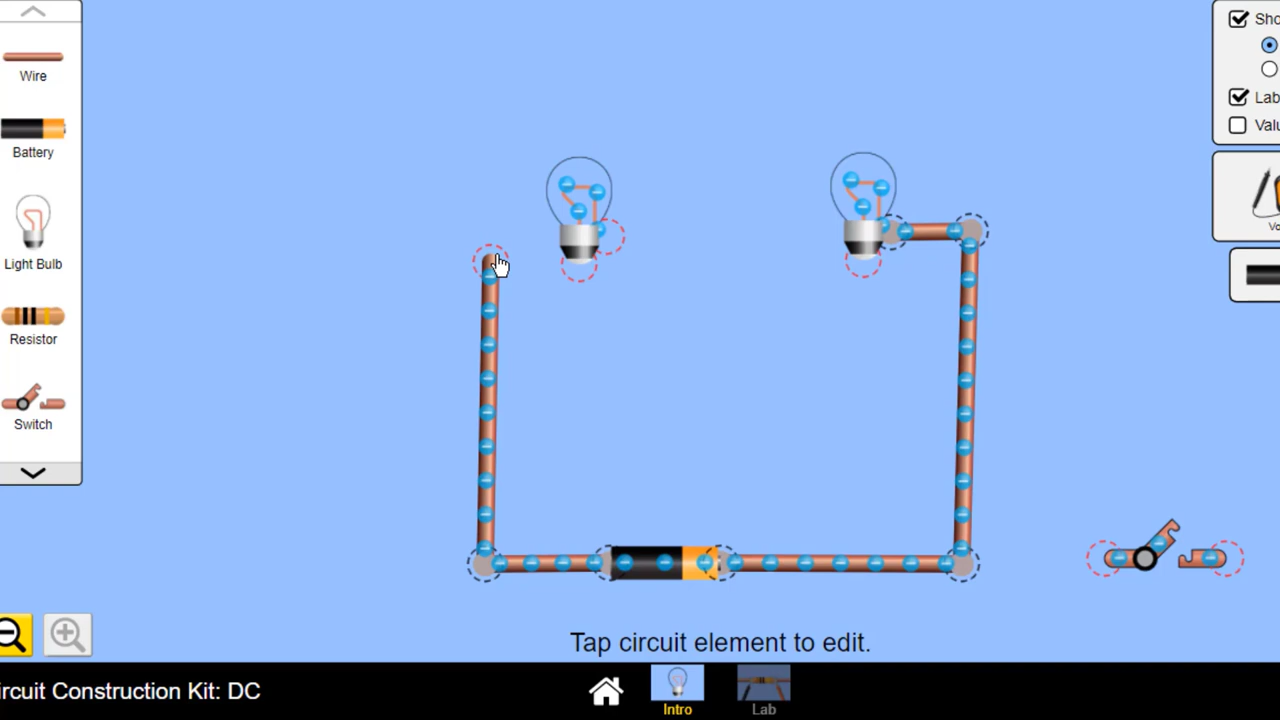 Wire
Battery
Light Bulb
Resistor
Switch
Sho
Lab
Valu
Vo
Tap circuit element to edit.
ircuit Construction Kit: DC
Intro
Lab